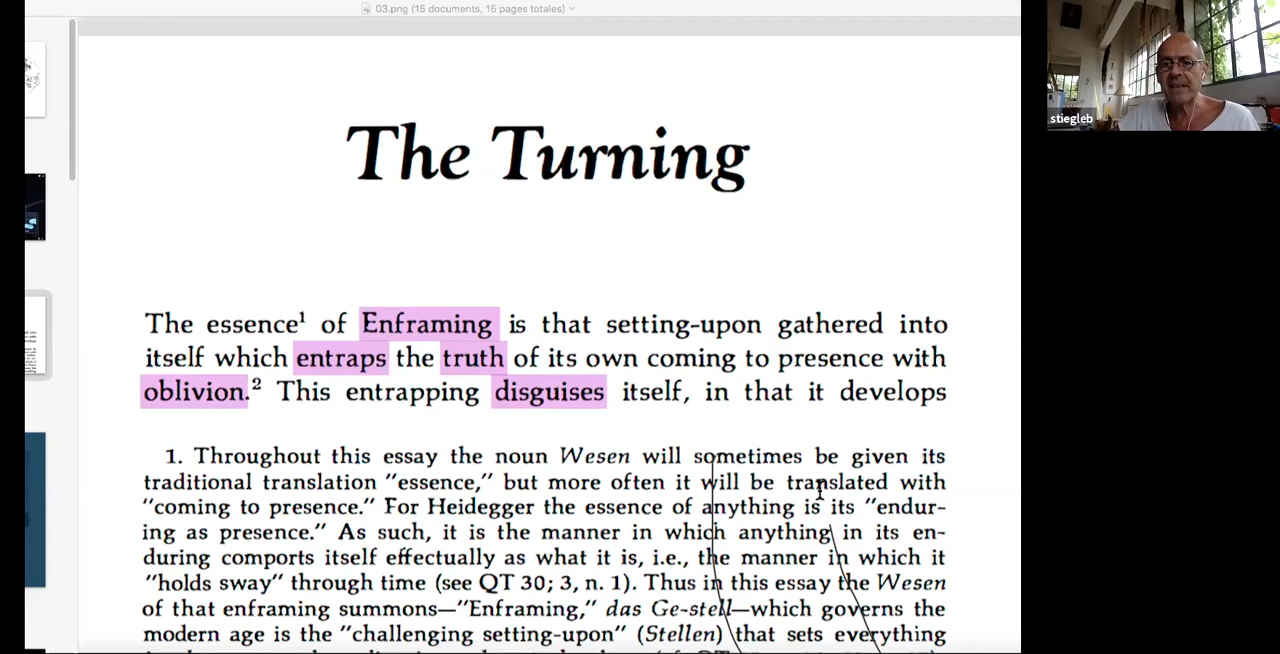 03.png (15 documents, 15 pages totales)
stiegleb
The Turning
The essence¹ of Enframing is that setting-upon gathered into
itself which entraps the truth of its own coming to presence with
oblivion.² This entrapping disguises itself, in that it develops
1. Throughout this essay the noun Wesen will sometimes be given its
traditional translation "essence," but more often it will be translated with
"coming to presence." For Heidegger the essence of anything is its "endur-
ing as presence." As such, it is the manner in which anything in its en-
during comports itself effectually as what it is, i.e., the manner in which it
"holds sway" through time (see QT 30; 3, n. 1). Thus in this essay the Wesen
of that enframing summons—"Enframing," das Ge-stell—which governs the
modern age is the "challenging setting-upon" (Stellen) that sets everything